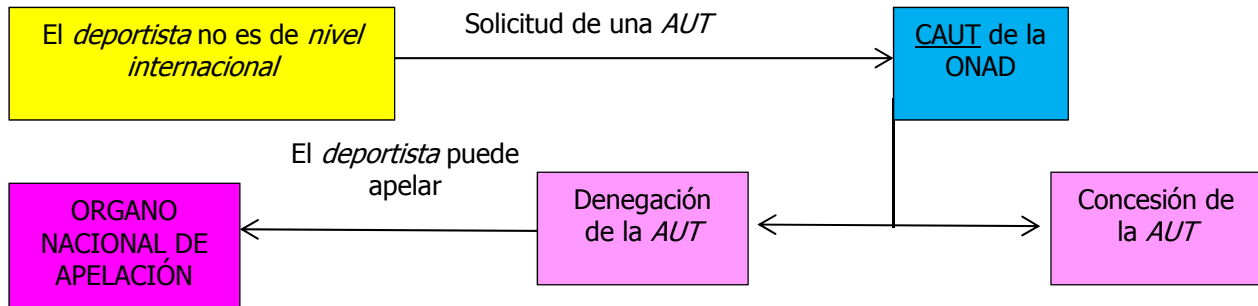 El deportista no es de nivel
internacional
Solicitud de una AUT
CAUT de la
ONAD
El deportista puede
apelar
ORGANO
NACIONAL DE
APELACIÓN
Denegación
de la AUT
Concesión de
la AUT